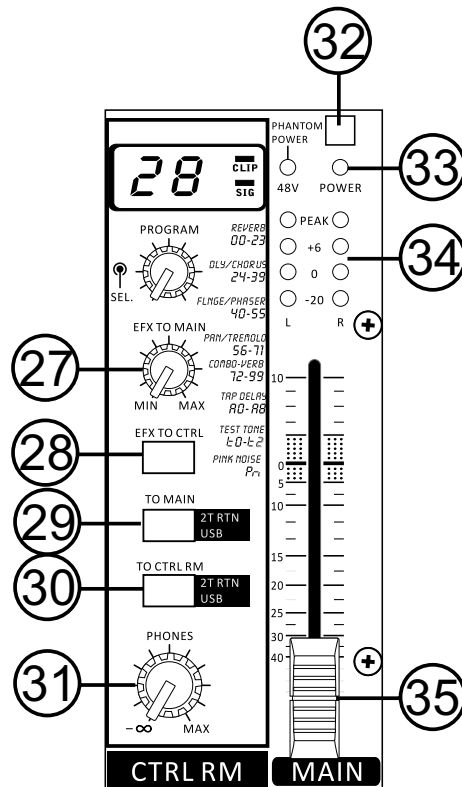 32
PHANTOM
POWER
48V
POWER
33
28
CLIP
SIG
PROGRAM
SEL.
REVERB
00-23
DLY/CHORUS
24-39
FLNGE/PHASER
40-55
PAN/TREMOLO
56-71
COMBO-VERB
72-99
TAP DELAY
A0-A8
TEST TONE
t0-t2
PINK NOISE
Pn
PEAK
+6
0
-20
L
R
34
27
EFX TO MAIN
MIN
MAX
28
EFX TO CTRL
29
TO MAIN
2T RTN
USB
30
TO CTRL RM
2T RTN
USB
31
PHONES
-∞
MAX
10
0
5
10
15
20
25
30
40
35
CTRL RM
MAIN